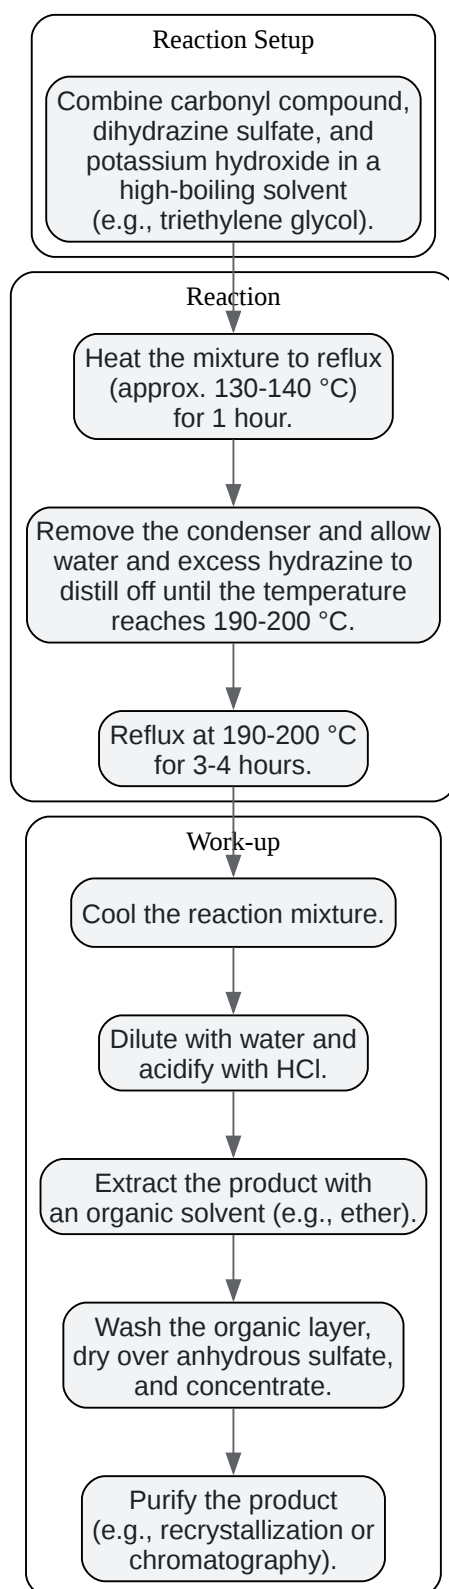 Reaction Setup
Combine carbonyl compound,
dihydrazine sulfate, and
potassium hydroxide in a
high-boiling solvent
(e.g., triethylene glycol).
Reaction
Heat the mixture to reflux
(approx. 130-140 °C)
for 1 hour.
Remove the condenser and allow
water and excess hydrazine to
distill off until the temperature
reaches 190-200 °C.
Reflux at 190-200 °C
for 3-4 hours.
Work-up
Cool the reaction mixture.
Dilute with water and
acidify with HCl.
Extract the product with
an organic solvent (e.g., ether).
Wash the organic layer,
dry over anhydrous sulfate,
and concentrate.
Purify the product
(e.g., recrystallization or
chromatography).